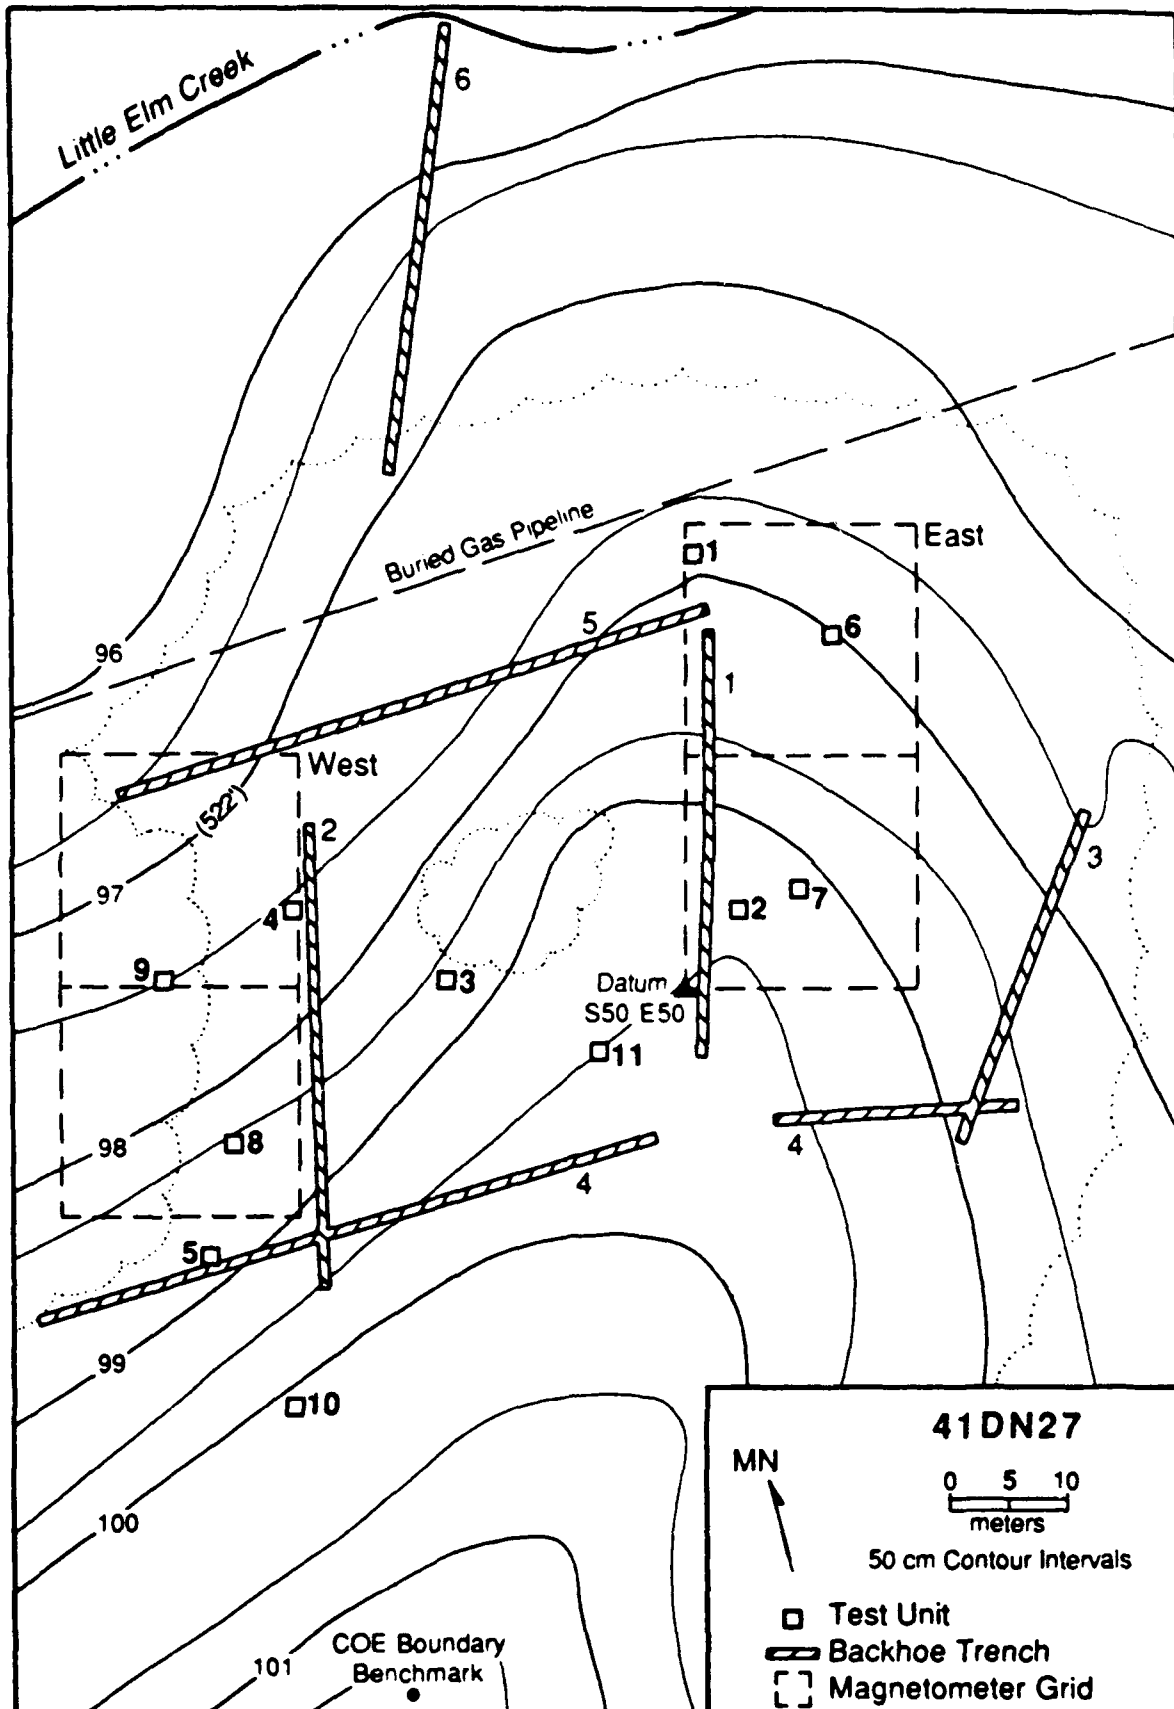 Little Elm Creek
6
Buried Gas Pipeline
East
1
6
5
1
96
West
(522')
2
3
97
4
7
2
9
3
Datum
S50 E50
11
98
8
4
4
5
99
10
100
101
COE Boundary
Benchmark
41DN27
MN
0 5 10
meters
50 cm Contour Intervals
Test Unit
Backhoe Trench
Magnetometer Grid